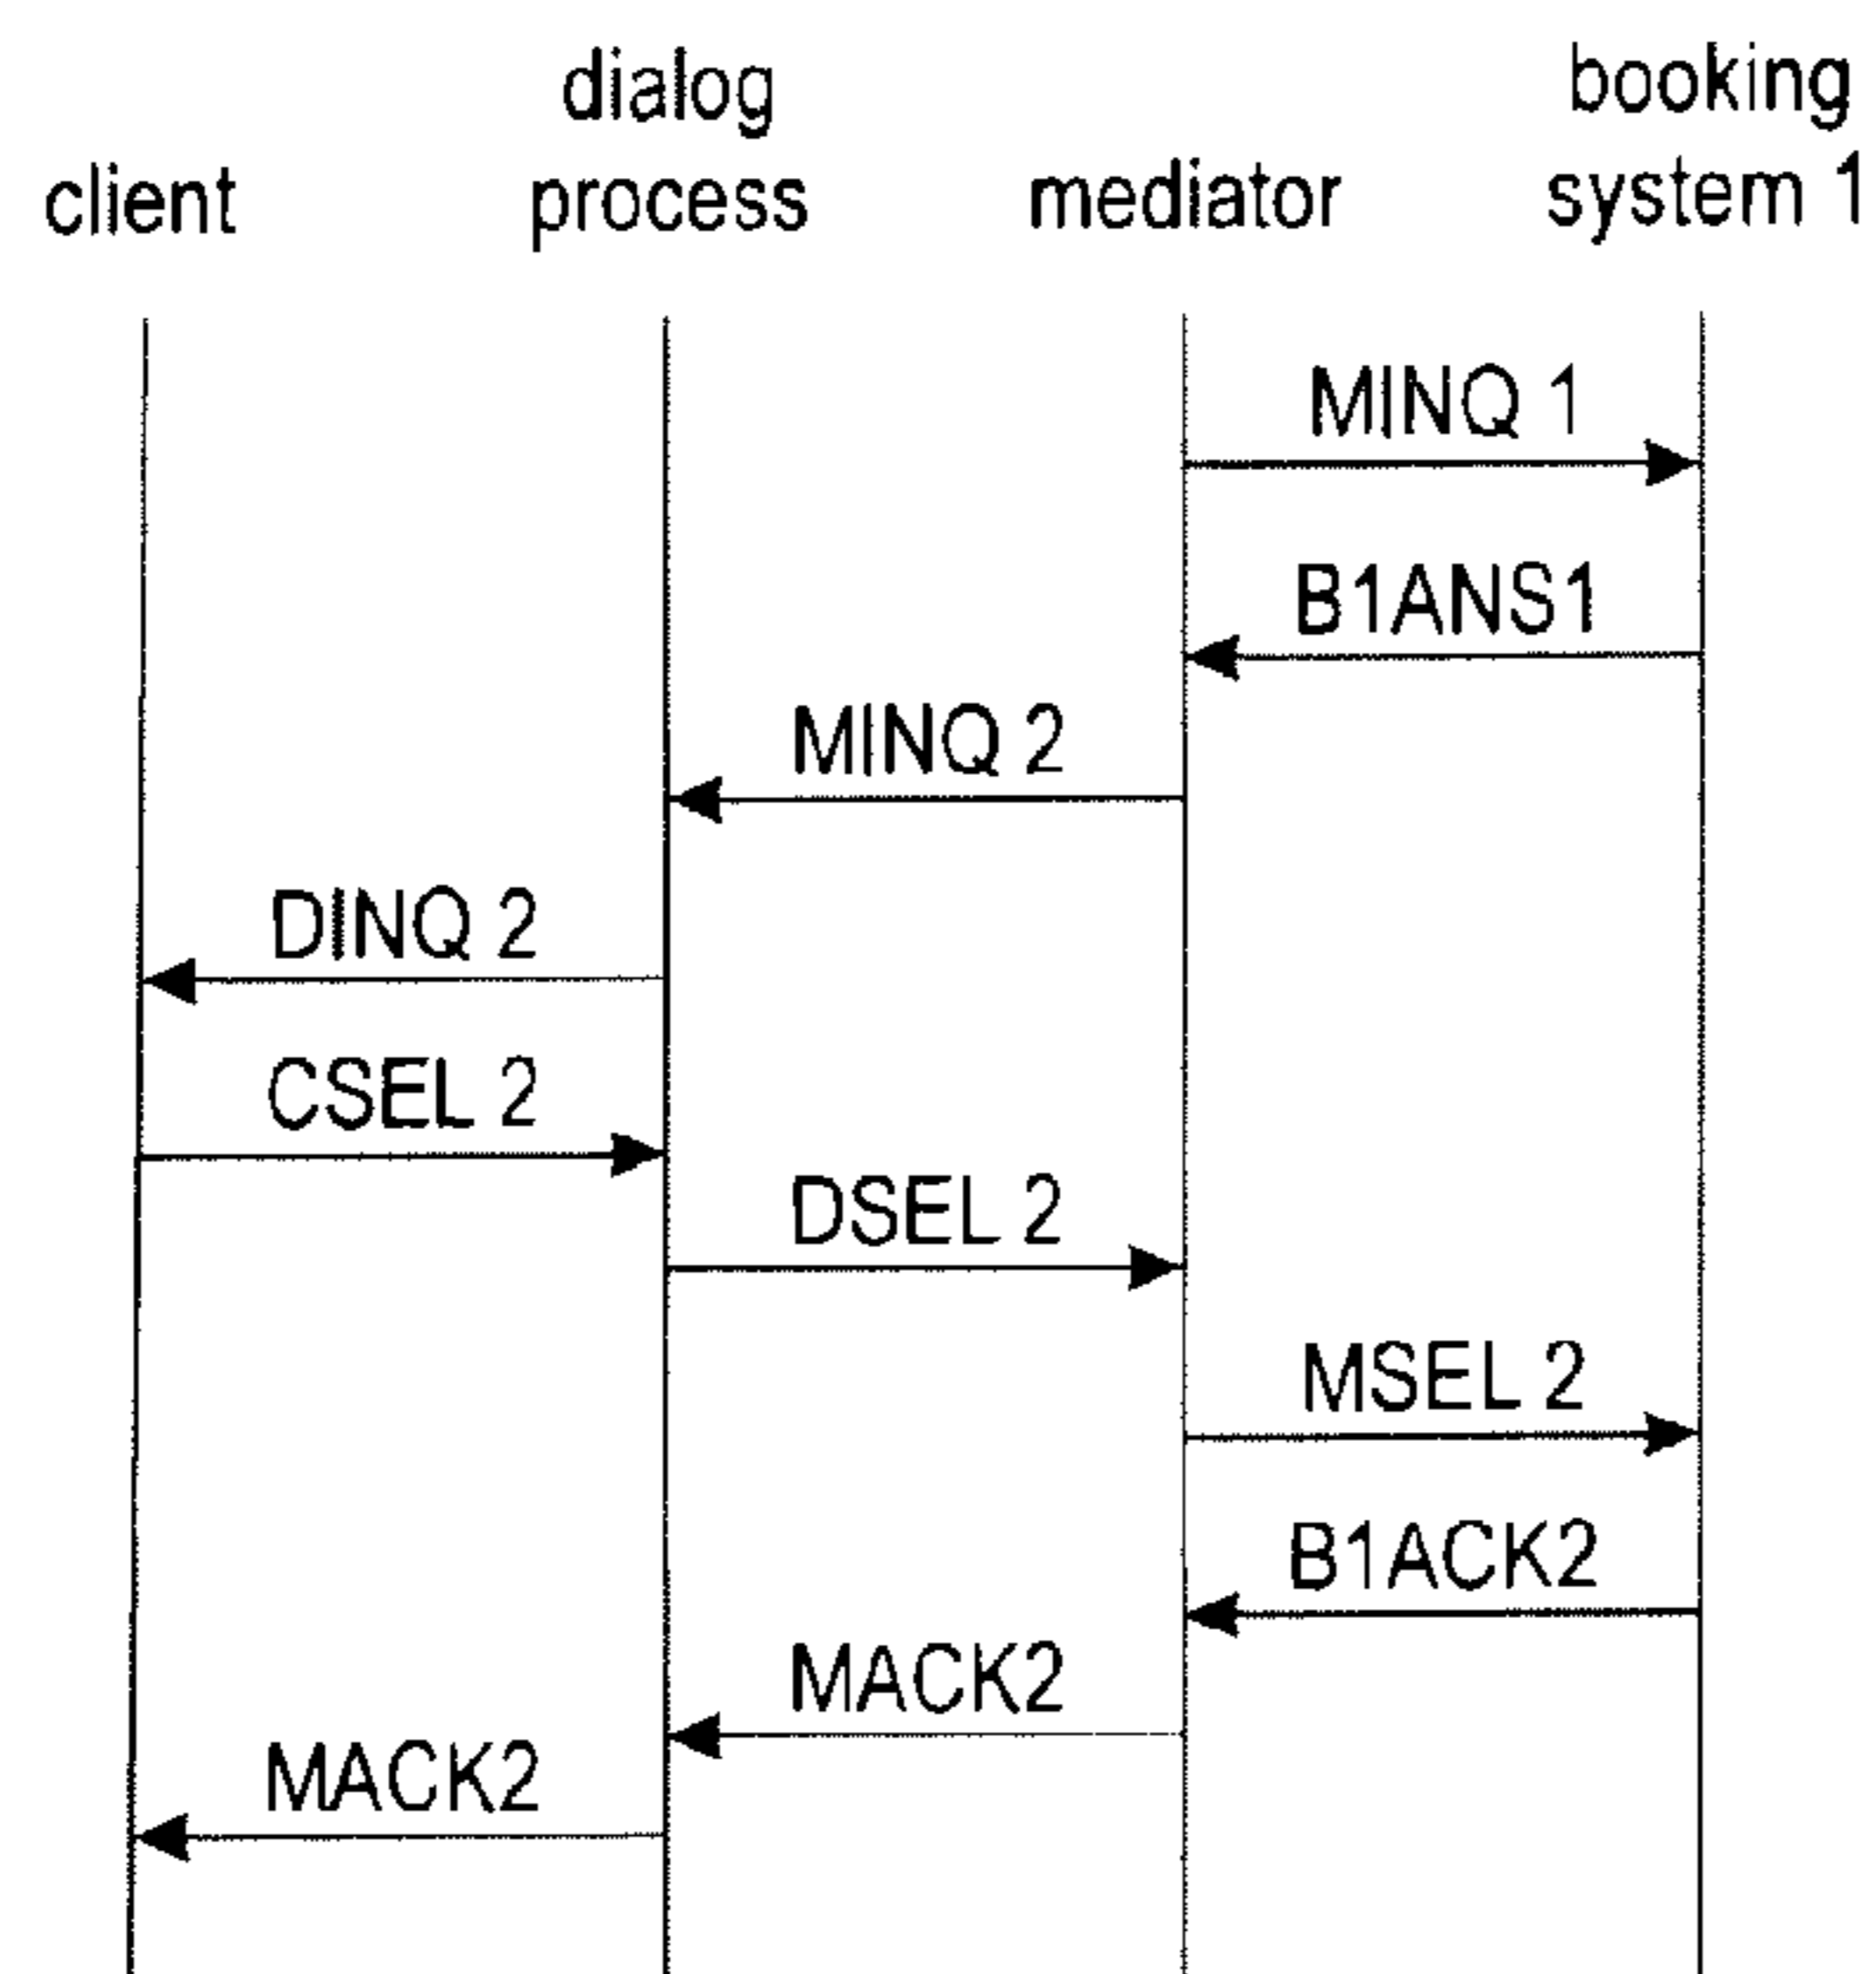 client
dialog
process
mediator
booking
system 1
MINQ 1
B1ANS1
MINQ 2
DINQ 2
CSEL 2
DSEL 2
MSEL 2
B1ACK2
MACK2
MACK2